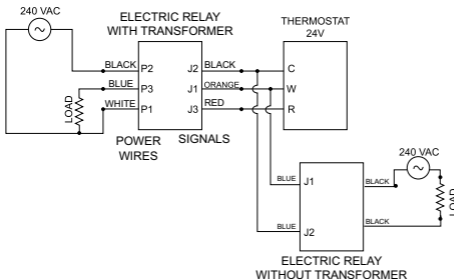 240 VAC
ELECTRIC RELAY
WITH TRANSFORMER
THERMOSTAT
24V
BLACK P2 J2 BLACK C
BLUE P3 J1 ORANGE W
WHITE P1 J3 RED R
LOAD
POWER
WIRES
SIGNALS
240 VAC
BLUE J1 BLACK
LOAD
BLUE J2 BLACK
ELECTRIC RELAY
WITHOUT TRANSFORMER